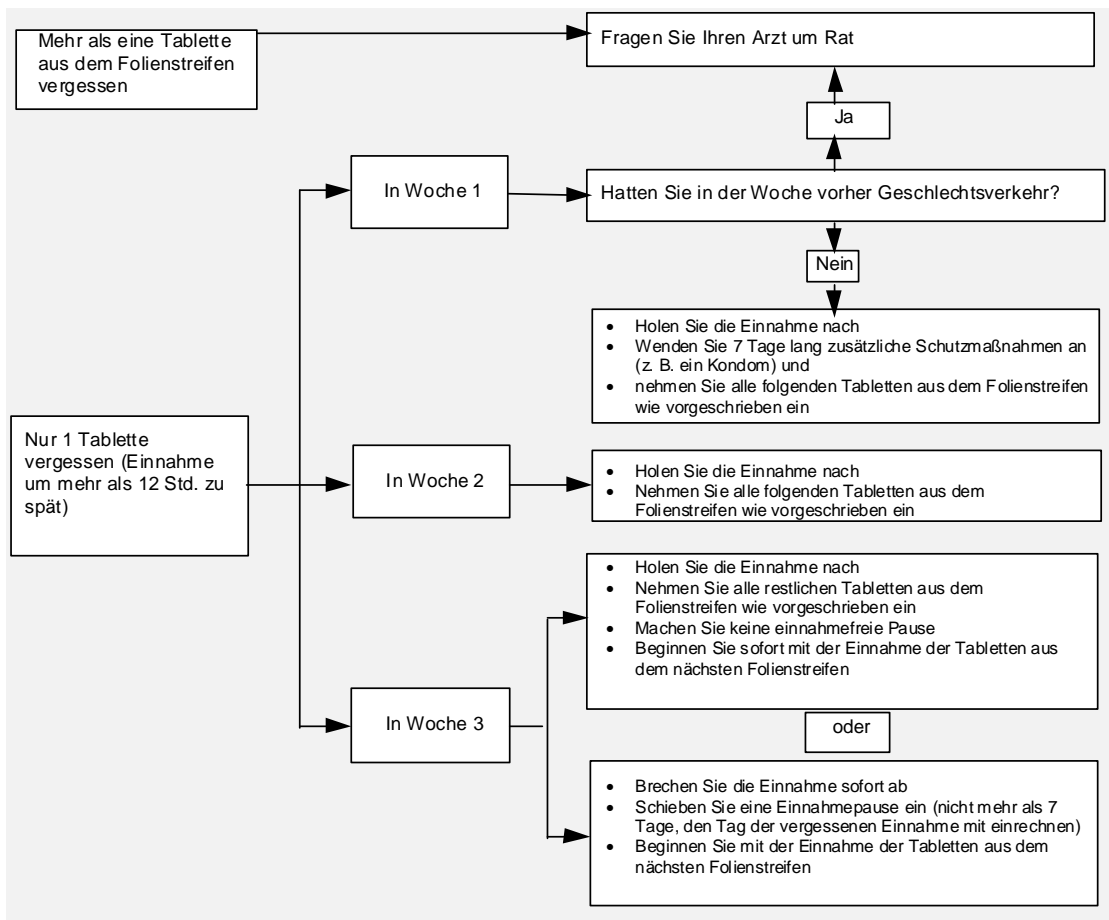 Mehr als eine Tablette
aus dem Folienstreifen
vergessen
Fragen Sie Ihren Arzt um Rat
Ja
In Woche 1
Hatten Sie in der Woche vorher Geschlechtsverkehr?
Nein
• Holen Sie die Einnahme nach
• Wenden Sie 7 Tage lang zusätzliche Schutzmaßnahmen an
(z. B. ein Kondom) und
• nehmen Sie alle folgenden Tabletten aus dem Folienstreifen
wie vorgeschrieben ein
Nur 1 Tablette
vergessen (Einnahme
um mehr als 12 Std. zu
spät)
In Woche 2
• Holen Sie die Einnahme nach
• Nehmen Sie alle folgenden Tabletten aus dem
Folienstreifen wie vorgeschrieben ein
• Holen Sie die Einnahme nach
• Nehmen Sie alle restlichen Tabletten aus dem
Folienstreifen wie vorgeschrieben ein
• Machen Sie keine einnahmefreie Pause
• Beginnen Sie sofort mit der Einnahme der Tabletten aus
dem nächsten Folienstreifen
In Woche 3
oder
• Brechen Sie die Einnahme sofort ab
• Schieben Sie eine Einnahmepause ein (nicht mehr als 7
Tage, den Tag der vergessenen Einnahme mit einrechnen)
• Beginnen Sie mit der Einnahme der Tabletten aus dem
nächsten Folienstreifen